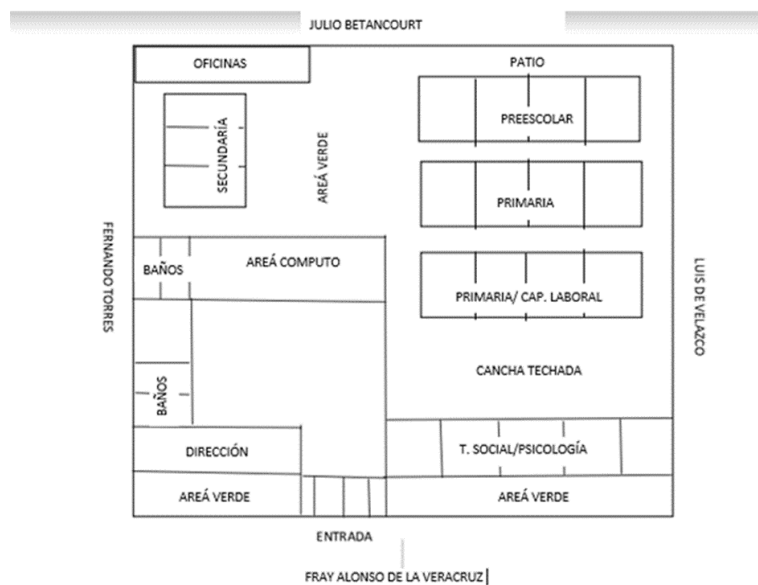 JULIO BETANCOURT
OFICINAS
PATIO
PREESCOLAR
SECUNDARÍA
AREÁ VERDE
PRIMARIA
FERNANDO TORRES
BAÑOS
AREÁ COMPUTO
LUIS DE VELAZCO
PRIMARIA/ CAP. LABORAL
CANCHA TECHADA
BAÑOS
DIRECCIÓN
T. SOCIAL/PSICOLOGÍA
AREÁ VERDE
AREÁ VERDE
ENTRADA
FRAY ALONSO DE LA VERACRUZ